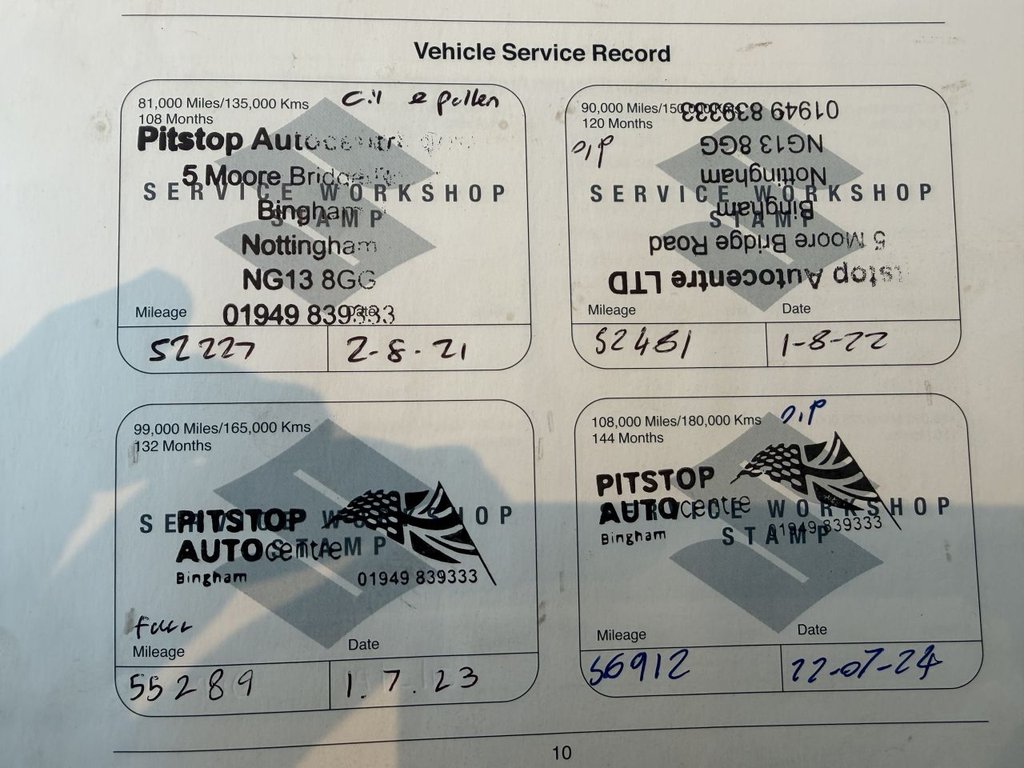 Vehicle Service Record
81,000 Miles/135,000 Kms
108 Months
Oil & pollen
Pitstop Autocentre
5 Moore Bridge
SERVICE WORKSHOP
STAMP
Bingham
Nottingham
NG13 8GG
01949 839333
Mileage Date
52227 2-8-21
90,000 Miles/150,000 Kms
120 Months
O/P
SERVICE WORKSHOP
STAMP
Pitstop Autocentre LTD
5 Moore Bridge Road
Bingham
Nottingham
NG13 8GG
01949 839333
Mileage Date
52461 1-8-22
99,000 Miles/165,000 Kms
132 Months
SERVICE WORKSHOP
STAMP
PITSTOP
AUTOcentre
Bingham 01949 839333
Full
Mileage Date
55289 1.7.23
108,000 Miles/180,000 Kms
144 Months
O/P
SERVICE WORKSHOP
STAMP
PITSTOP
AUTOcentre
Bingham 01949 839333
Mileage Date
56912 22-07-24
10